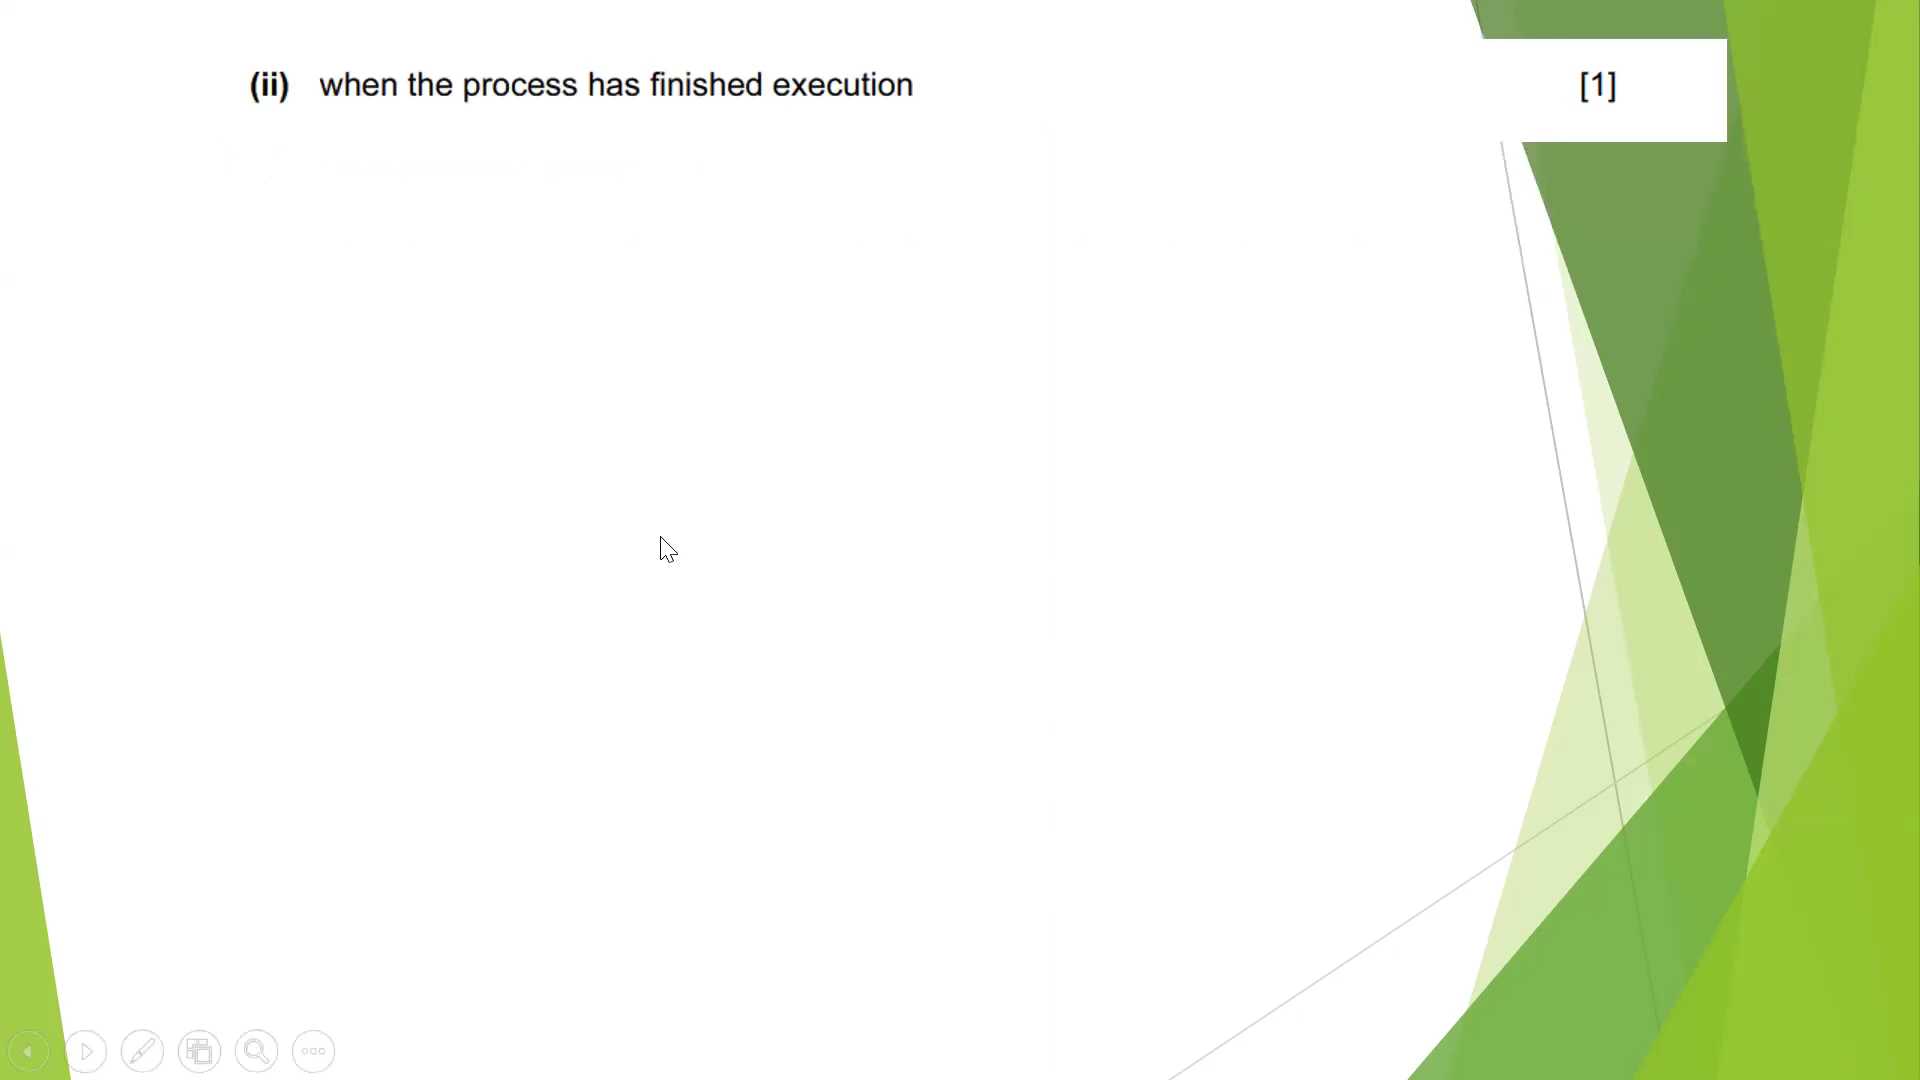 (ii) when the process has finished execution [1]